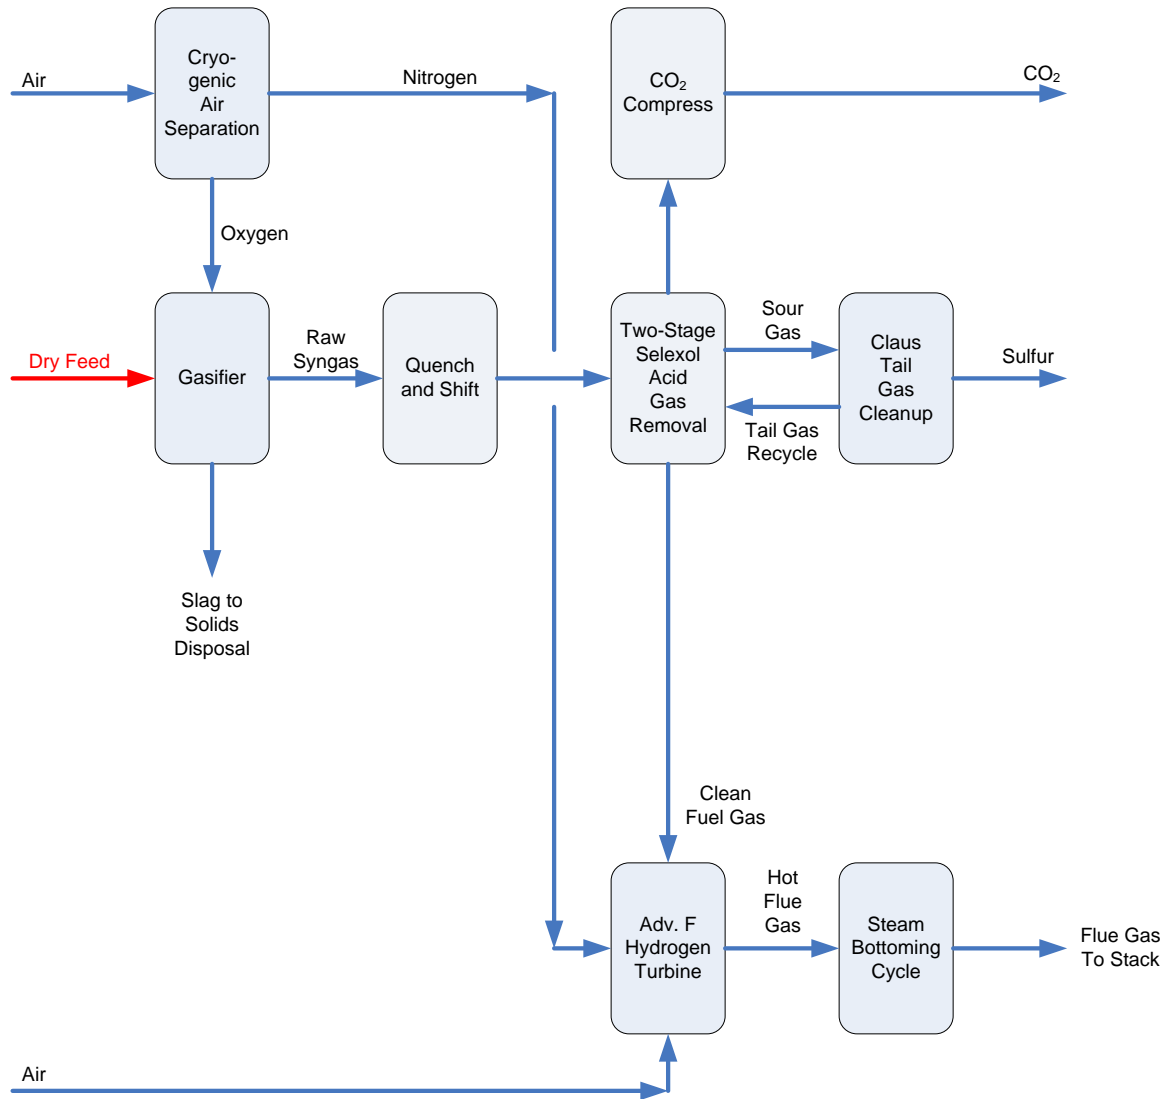 Cryo-
genic
Air
Separation
Air
Nitrogen
CO₂
Compress
CO₂
Oxygen
Dry Feed
Gasifier
Raw
Syngas
Quench
and Shift
Two-Stage
Selexol
Acid
Gas
Removal
Sour
Gas
Tail Gas
Recycle
Claus
Tail
Gas
Cleanup
Sulfur
Slag to
Solids
Disposal
Clean
Fuel Gas
Adv. F
Hydrogen
Turbine
Hot
Flue
Gas
Steam
Bottoming
Cycle
Flue Gas
To Stack
Air